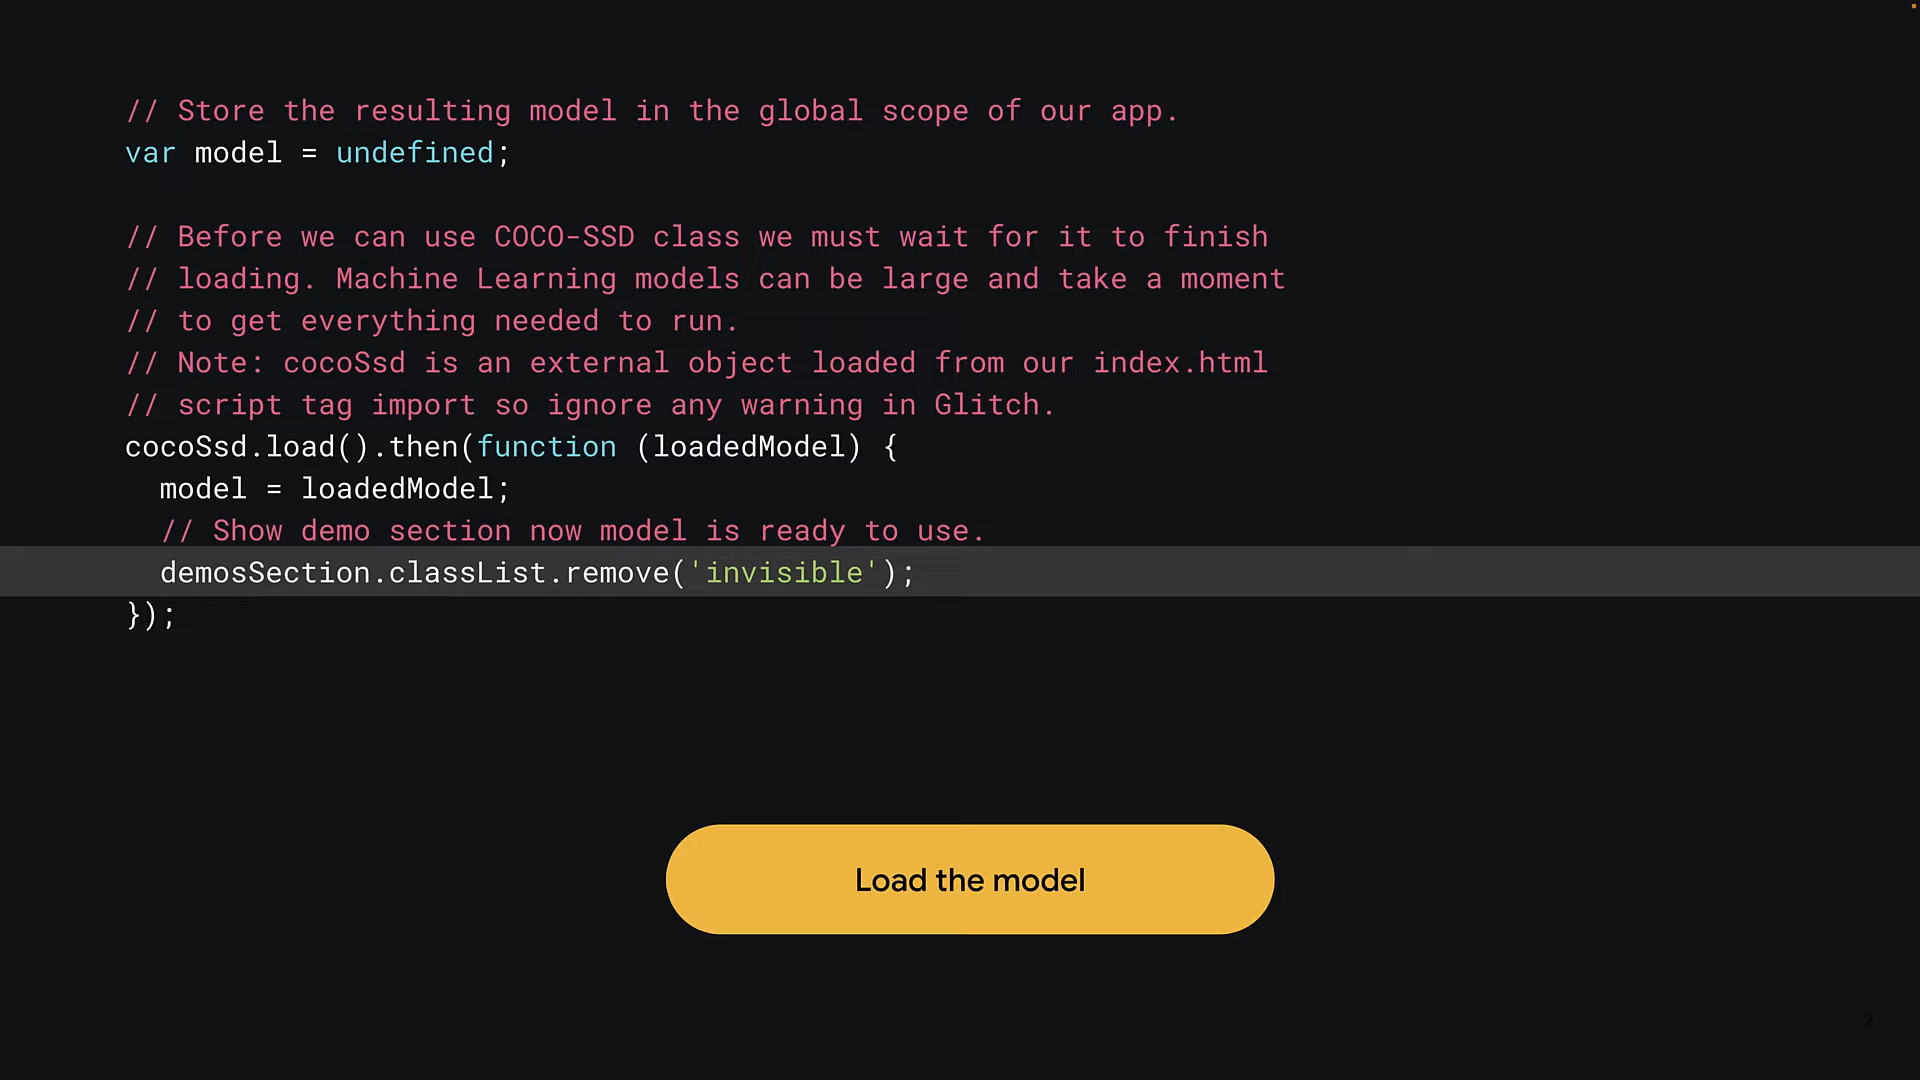 // Store the resulting model in the global scope of our app.
var model = undefined;
// Before we can use COCO-SSD class we must wait for it to finish
// loading. Machine Learning models can be large and take a moment
// to get everything needed to run.
// Note: cocoSsd is an external object loaded from our index.html
// script tag import so ignore any warning in Glitch.
cocoSsd.load().then(function (loadedModel) {
  model = loadedModel;
  // Show demo section now model is ready to use.
  demosSection.classList.remove('invisible');
});
Load the model